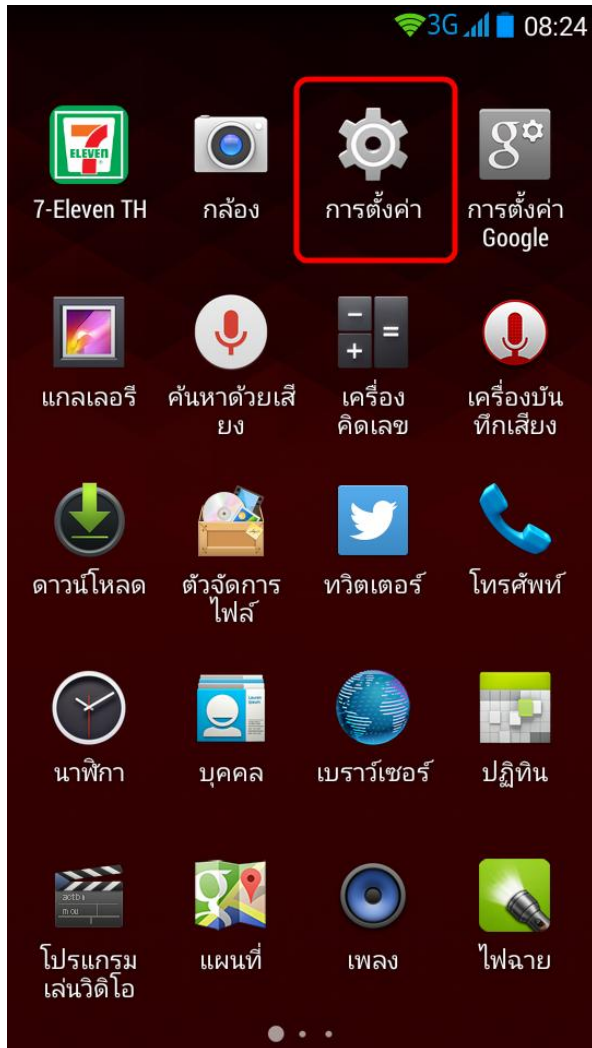 3G 08:24
ELEVEN
7-Eleven TH
กล้อง
การตั้งค่า
การตั้งค่า
Google
แกลเลอรี
ค้นหาด้วยเสี
ยง
เครื่อง
คิดเลข
เครื่องบัน
ทึกเสียง
ดาวน์โหลด
ตัวจัดการ
ไฟล์
ทวิตเตอร์
โทรศัพท์
นาฬิกา
บุคคล
เบราว์เซอร์
ปฏิทิน
โปรแกรม
เล่นวิดิโอ
แผนที่
เพลง
ไฟฉาย